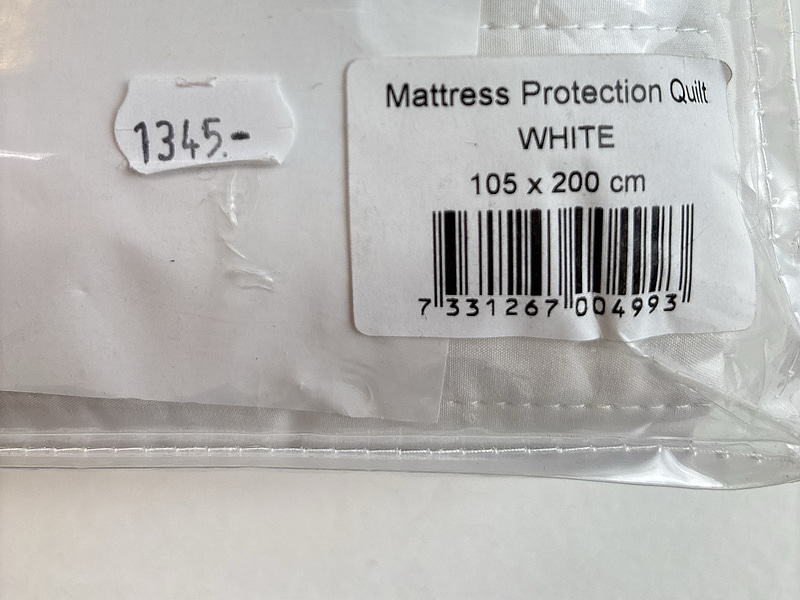 1345.-
Mattress Protection Quilt
WHITE
105 x 200 cm
7 331267 004993